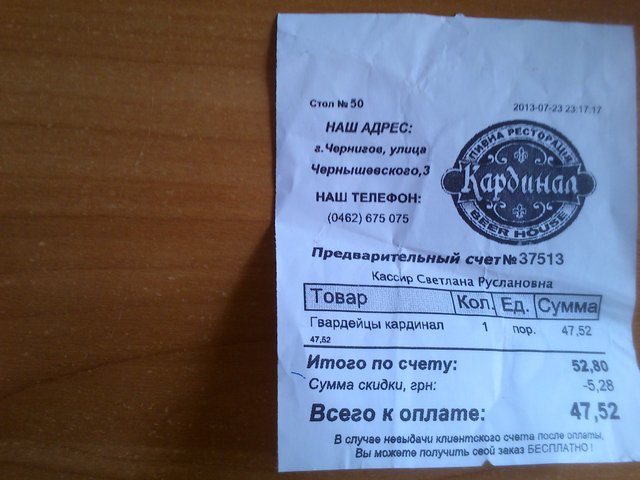 Стол № 50
2013-07-23 23:17:17
НАШ АДРЕС:
г.Чернигов, улица
Чернышевского,3
НАШ ТЕЛЕФОН:
(0462) 675 075
ПИВНА РЕСТОРАЦІЯ
Кардинал
BEER HOUSE
Предварительный счет№37513
Кассир Светлана Руслановна
Товар Кол. Ед. Сумма
Гвардейцы кардинал 1 пор. 47,52
47,52
Итого по счету: 52,80
Сумма скидки, грн: -5,28
Всего к оплате: 47,52
В случае невыдачи клиентского счета после оплаты,
Вы можете получить свой заказ БЕСПЛАТНО!